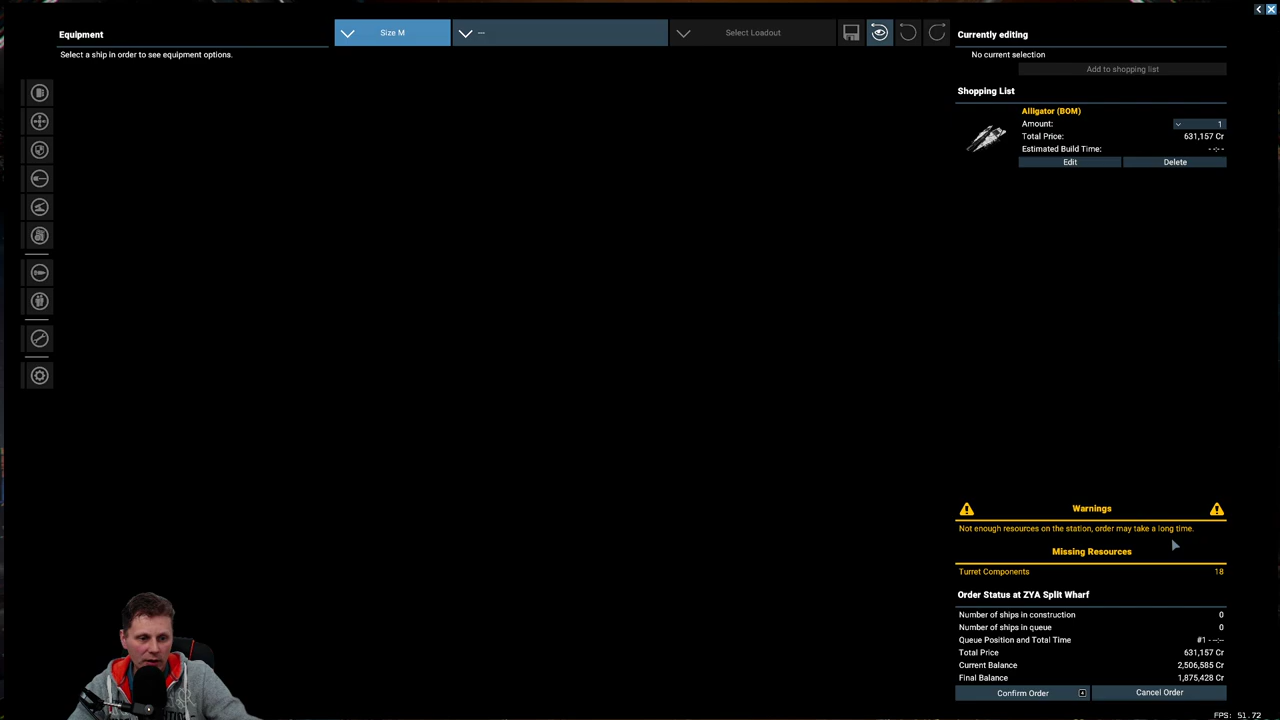 Equipment
Select a ship in order to see equipment options.
Size M
---
Select Loadout
Currently editing
No current selection
Add to shopping list
Shopping List
Alligator (BOM)
Amount: 1
Total Price: 631,157 Cr
Estimated Build Time: --:--
Edit Delete
Warnings
Not enough resources on the station, order may take a long time.
Missing Resources
Turret Components 18
Order Status at ZYA Split Wharf
Number of ships in construction 0
Number of ships in queue 0
Queue Position and Total Time #1 - --:--
Total Price 631,157 Cr
Current Balance 2,506,585 Cr
Final Balance 1,875,428 Cr
Confirm Order Cancel Order
FPS: 51.72